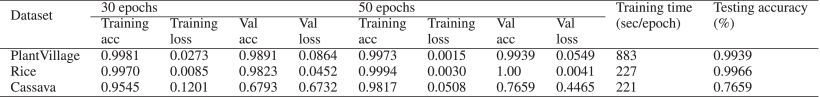 Dataset 30 epochs 50 epochs Training time (sec/epoch) Testing accuracy (%)
Training acc Training loss Val acc Val loss Training acc Training loss Val acc Val loss
PlantVillage 0.9981 0.0273 0.9891 0.0864 0.9973 0.0015 0.9939 0.0549 883 0.9939
Rice 0.9970 0.0085 0.9823 0.0452 0.9994 0.0030 1.00 0.0041 227 0.9966
Cassava 0.9545 0.1201 0.6793 0.6732 0.9817 0.0508 0.7659 0.4465 221 0.7659